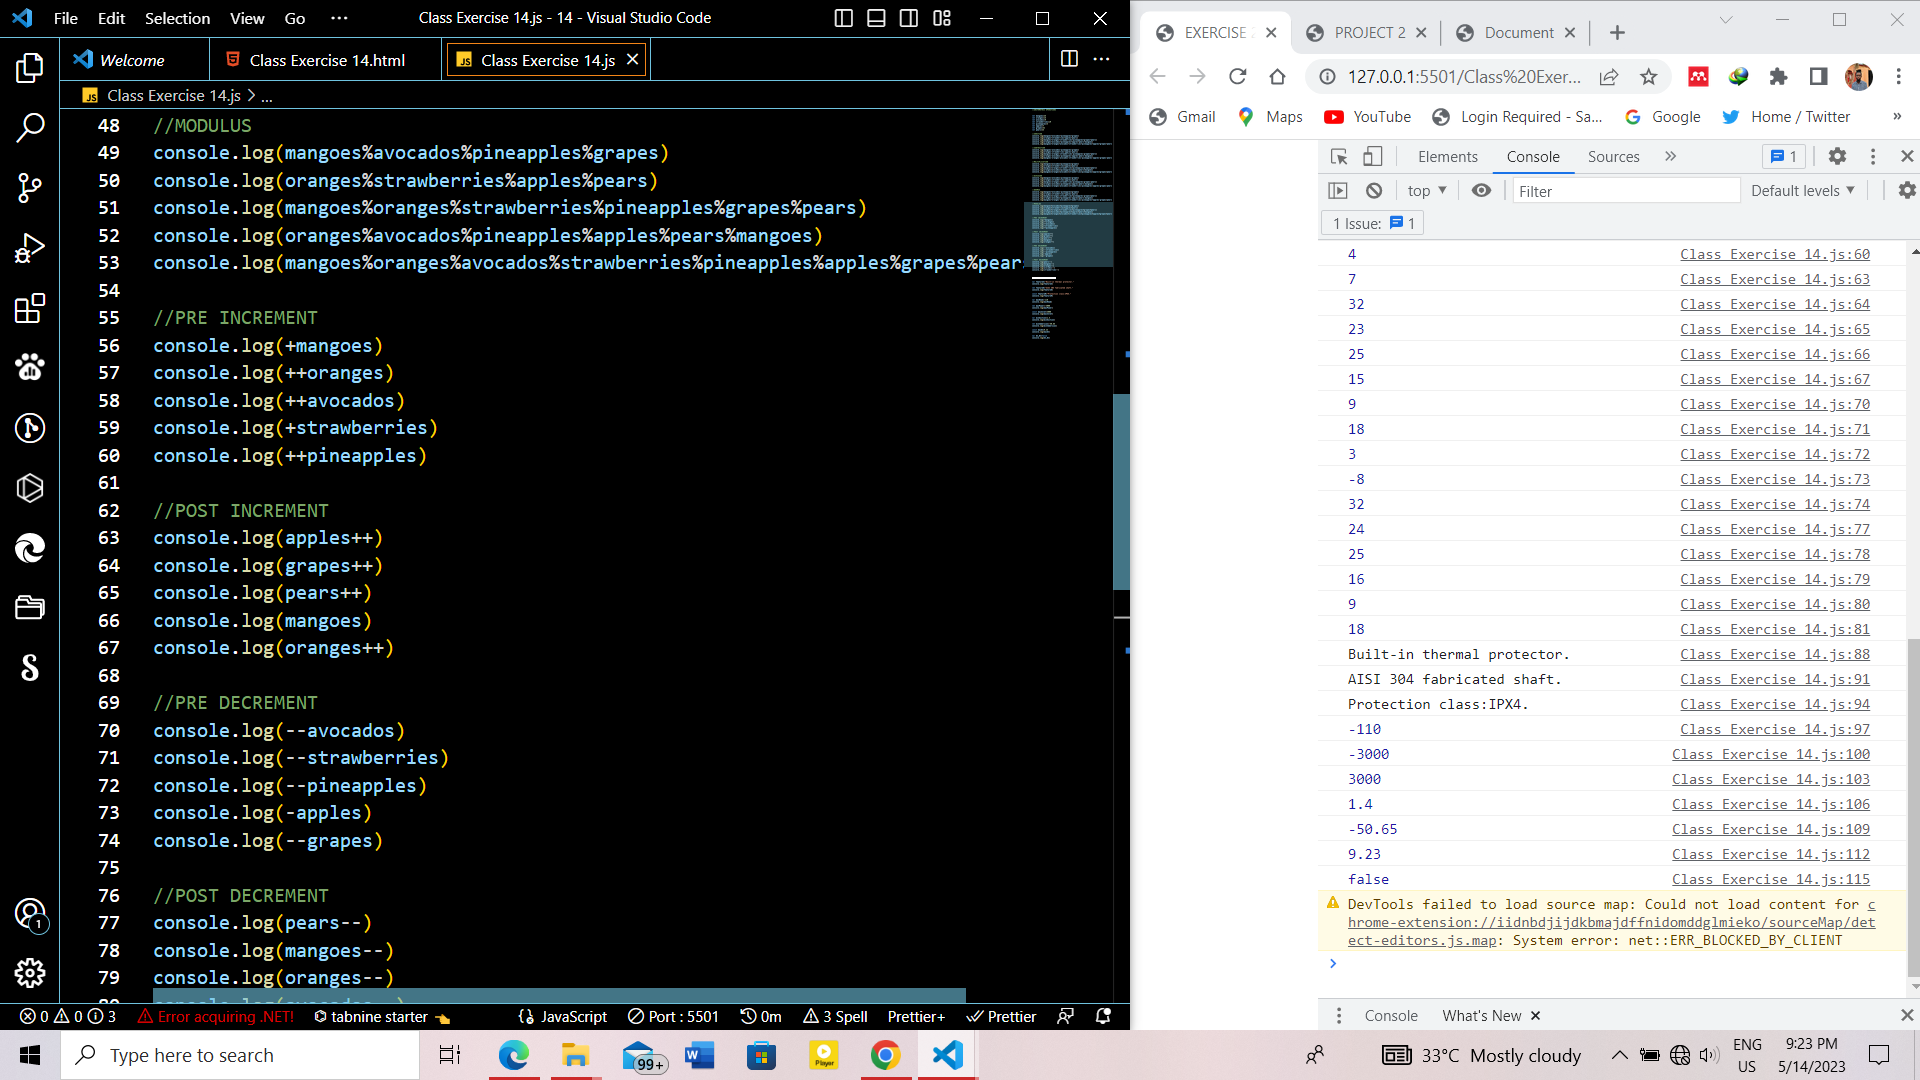 File Edit Selection View Go ··· Class Exercise 14.js - 14 - Visual Studio Code
Welcome Class Exercise 14.html JS Class Exercise 14.js
JS Class Exercise 14.js > ...
48 //MODULUS
49 console.log(mangoes%avocados%pineapples%grapes)
50 console.log(oranges%strawberries%apples%pears)
51 console.log(mangoes%oranges%strawberries%pineapples%grapes%pears)
52 console.log(oranges%avocados%pineapples%apples%pears%mangoes)
53 console.log(mangoes%oranges%avocados%strawberries%pineapples%apples%grapes%pear
54
55 //PRE INCREMENT
56 console.log(+mangoes)
57 console.log(++oranges)
58 console.log(++avocados)
59 console.log(+strawberries)
60 console.log(++pineapples)
61
62 //POST INCREMENT
63 console.log(apples++)
64 console.log(grapes++)
65 console.log(pears++)
66 console.log(mangoes)
67 console.log(oranges++)
68
69 //PRE DECREMENT
70 console.log(--avocados)
71 console.log(--strawberries)
72 console.log(--pineapples)
73 console.log(-apples)
74 console.log(--grapes)
75
76 //POST DECREMENT
77 console.log(pears--)
78 console.log(mangoes--)
79 console.log(oranges--)
1
0 0 3 Error acquiring .NET! tabnine starter JavaScript Port : 5501 0m 3 Spell Prettier+ Prettier
EXERCISE PROJECT 2 Document
127.0.0.1:5501/Class%20Exer...
Gmail Maps YouTube Login Required - Sa... Google Home / Twitter »
Elements Console Sources » 1
top Filter Default levels
1 Issue: 1
4 Class Exercise 14.js:60
7 Class Exercise 14.js:63
32 Class Exercise 14.js:64
23 Class Exercise 14.js:65
25 Class Exercise 14.js:66
15 Class Exercise 14.js:67
9 Class Exercise 14.js:70
18 Class Exercise 14.js:71
3 Class Exercise 14.js:72
-8 Class Exercise 14.js:73
32 Class Exercise 14.js:74
24 Class Exercise 14.js:77
25 Class Exercise 14.js:78
16 Class Exercise 14.js:79
9 Class Exercise 14.js:80
18 Class Exercise 14.js:81
Built-in thermal protector. Class Exercise 14.js:88
AISI 304 fabricated shaft. Class Exercise 14.js:91
Protection class:IPX4. Class Exercise 14.js:94
-110 Class Exercise 14.js:97
-3000 Class Exercise 14.js:100
3000 Class Exercise 14.js:103
1.4 Class Exercise 14.js:106
-50.65 Class Exercise 14.js:109
9.23 Class Exercise 14.js:112
false Class Exercise 14.js:115
DevTools failed to load source map: Could not load content for c
hrome-extension://iidnbdjijdkbmajdffnidomddglmieko/sourceMap/det
ect-editors.js.map: System error: net::ERR_BLOCKED_BY_CLIENT
Console What's New
Type here to search 99+ W Player 33°C Mostly cloudy ENG US 9:23 PM 5/14/2023